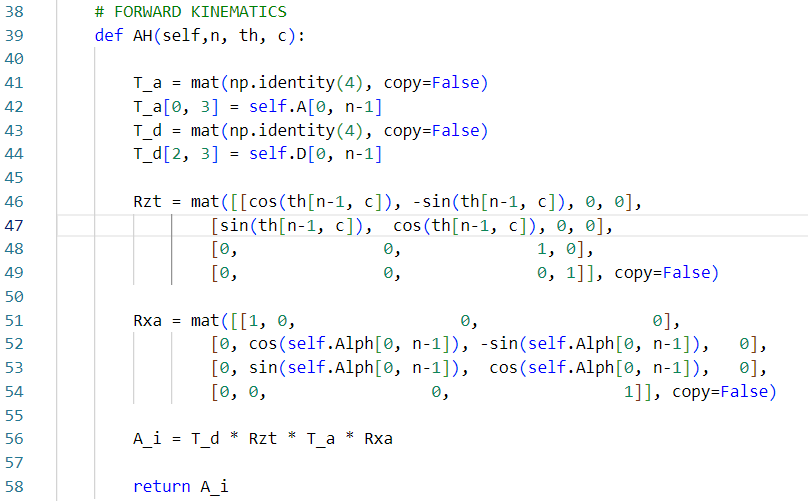 38 # FORWARD KINEMATICS
39 def AH(self,n, th, c):
40
41 T_a = mat(np.identity(4), copy=False)
42 T_a[0, 3] = self.A[0, n-1]
43 T_d = mat(np.identity(4), copy=False)
44 T_d[2, 3] = self.D[0, n-1]
45
46 Rzt = mat([[cos(th[n-1, c]), -sin(th[n-1, c]), 0, 0],
47 [sin(th[n-1, c]),  cos(th[n-1, c]), 0, 0],
48 [0,               0,              1, 0],
49 [0,               0,              0, 1]], copy=False)
50
51 Rxa = mat([[1, 0,                 0,                  0],
52 [0, cos(self.Alph[0, n-1]), -sin(self.Alph[0, n-1]),   0],
53 [0, sin(self.Alph[0, n-1]),  cos(self.Alph[0, n-1]),   0],
54 [0, 0,                 0,                  1]], copy=False)
55
56 A_i = T_d * Rzt * T_a * Rxa
57
58 return A_i